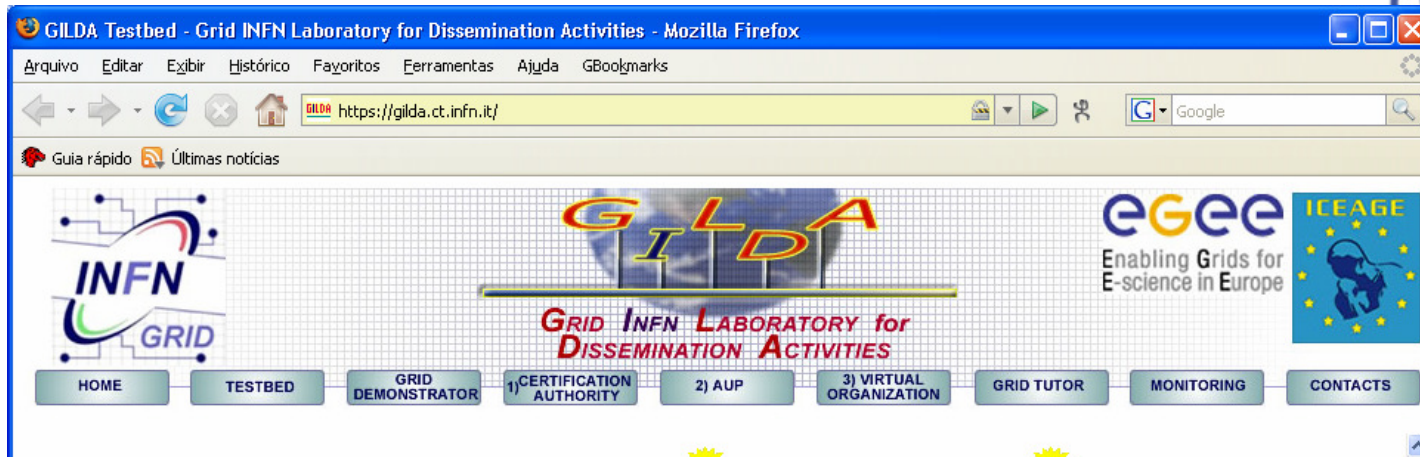 GILDA Testbed - Grid INFN Laboratory for Dissemination Activities - Mozilla Firefox
Arquivo Editar Exibir Histórico Favoritos Ferramentas Ajuda GBookmarks
GILDA https://gilda.ct.infn.it/ G Google
Guia rápido Últimas notícias
INFN
GRID
GILDA
GRID INFN LABORATORY for
DISSEMINATION ACTIVITIES
eGee
Enabling Grids for
E-science in Europe
ICEAGE
HOME
TESTBED
GRID
DEMONSTRATOR
1) CERTIFICATION
AUTHORITY
2) AUP
3) VIRTUAL
ORGANIZATION
GRID TUTOR
MONITORING
CONTACTS